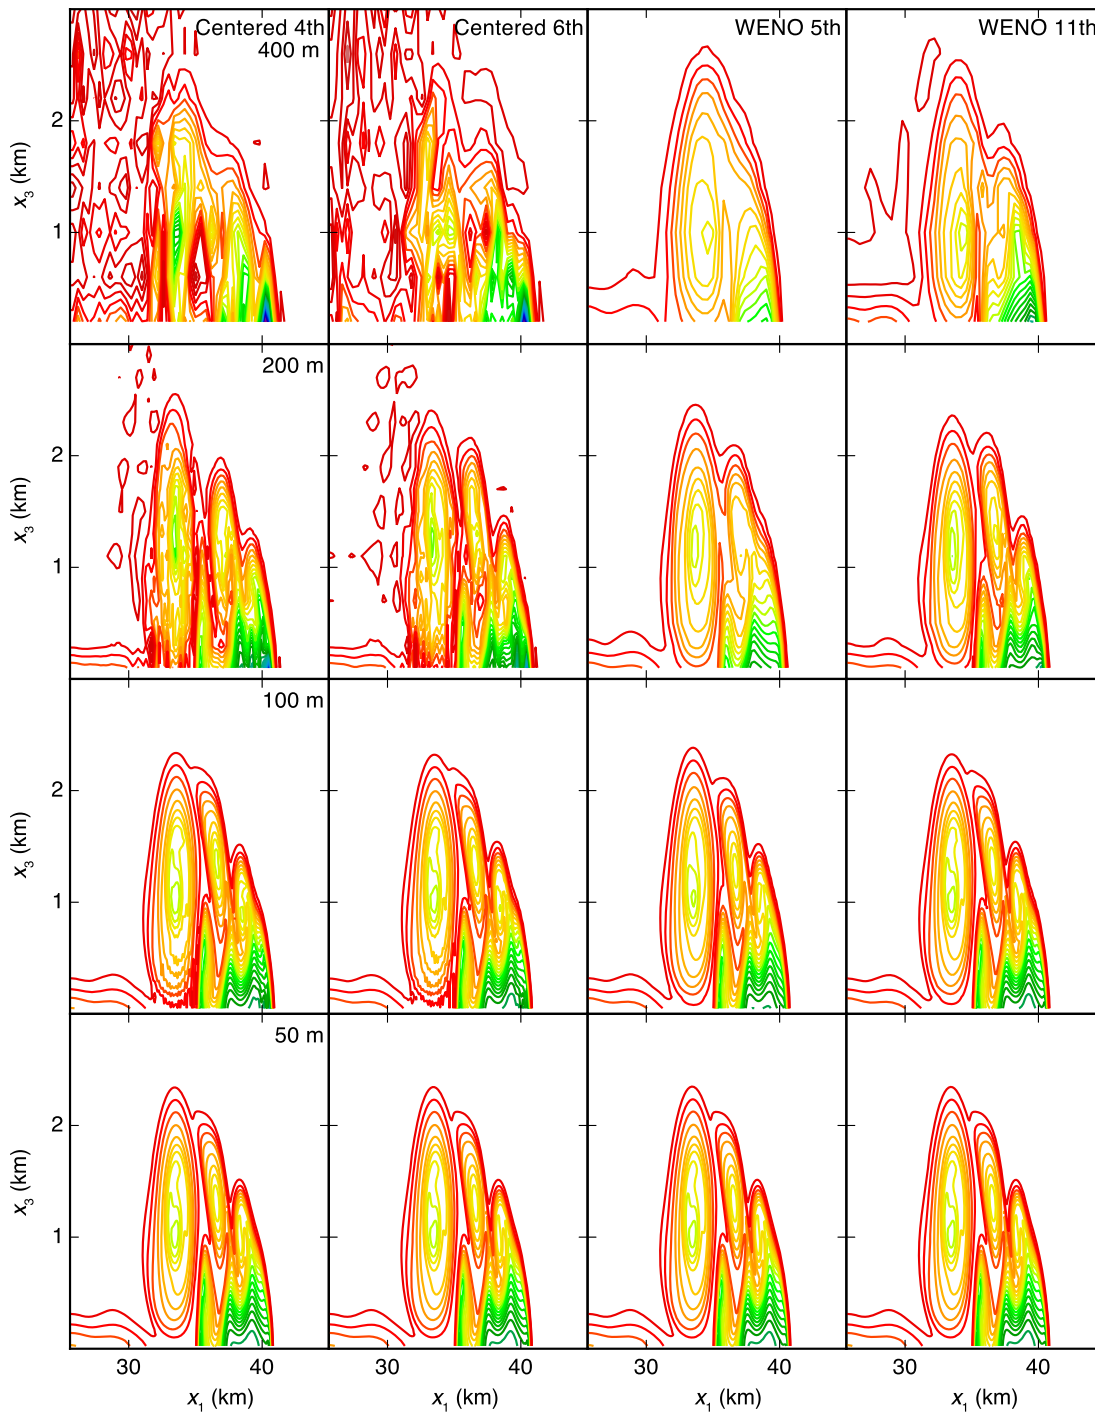 Centered 4th
400 m
Centered 6th
WENO 5th
WENO 11th
2
1
x₃ (km)
200 m
2
1
x₃ (km)
100 m
2
1
x₃ (km)
50 m
2
1
x₃ (km)
30 40 30 40 30 40 30 40
x₁ (km) x₁ (km) x₁ (km) x₁ (km)